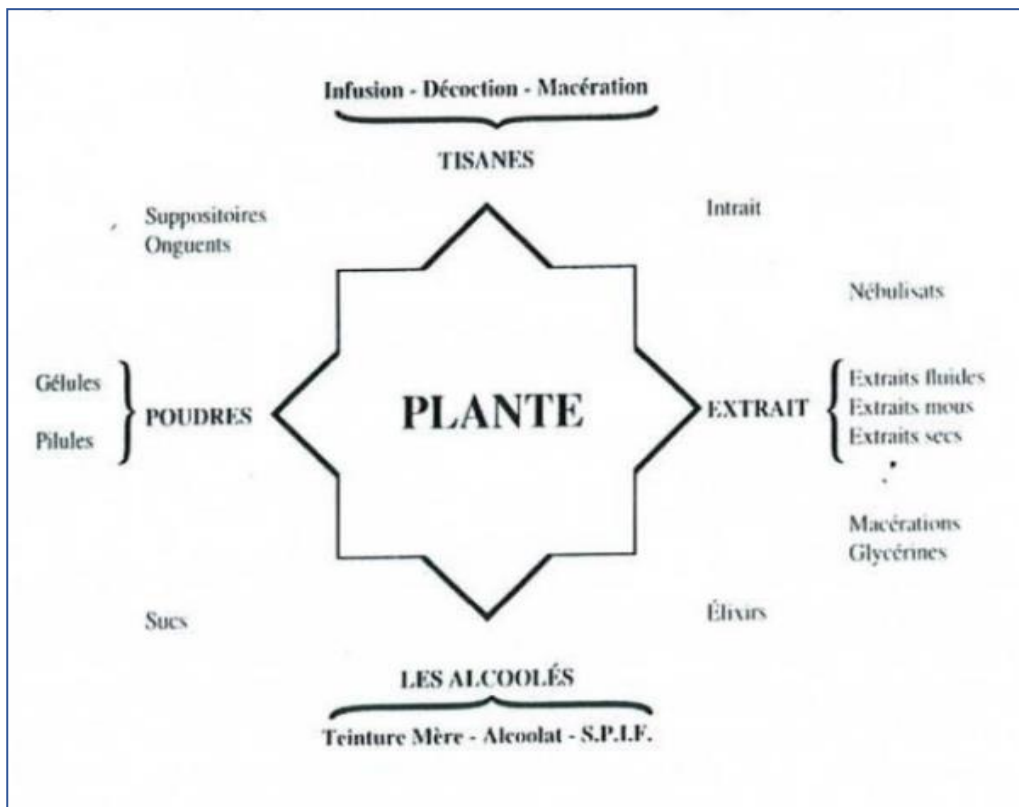 Infusion - Décoction - Macération
TISANES
Suppositoires
Onguents
Intrait
Nébulisats
Gélules
Pilules
POUDRES
PLANTE
EXTRAIT
Extraits fluides
Extraits mous
Extraits secs
Macérations
Glycérines
Sucs
Élixirs
LES ALCOOLÉS
Teinture Mère - Alcoolat - S.P.I.F.